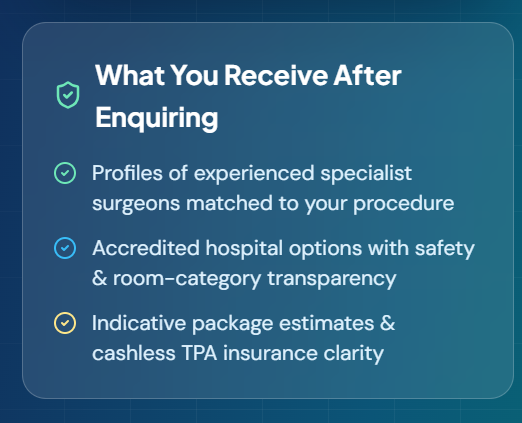 What You Receive After
Enquiring
Profiles of experienced specialist
surgeons matched to your procedure
Accredited hospital options with safety
& room-category transparency
Indicative package estimates &
cashless TPA insurance clarity